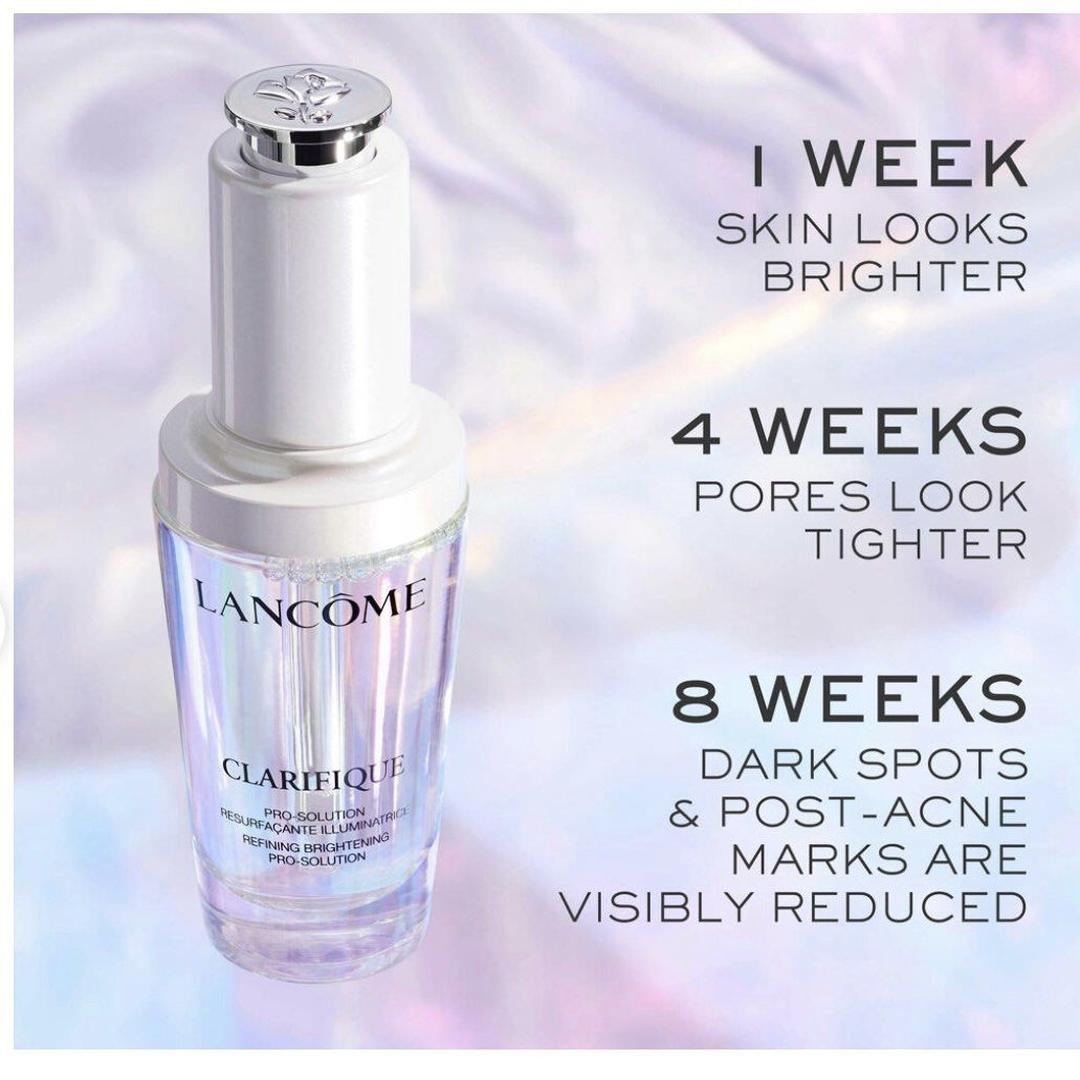 LANCÔME
CLARIFIQUE
PRO-SOLUTION
RESURFAÇANTE ILLUMINATRICE
REFINING BRIGHTENING
PRO-SOLUTION
1 WEEK
SKIN LOOKS
BRIGHTER
4 WEEKS
PORES LOOK
TIGHTER
8 WEEKS
DARK SPOTS
& POST-ACNE
MARKS ARE
VISIBLY REDUCED